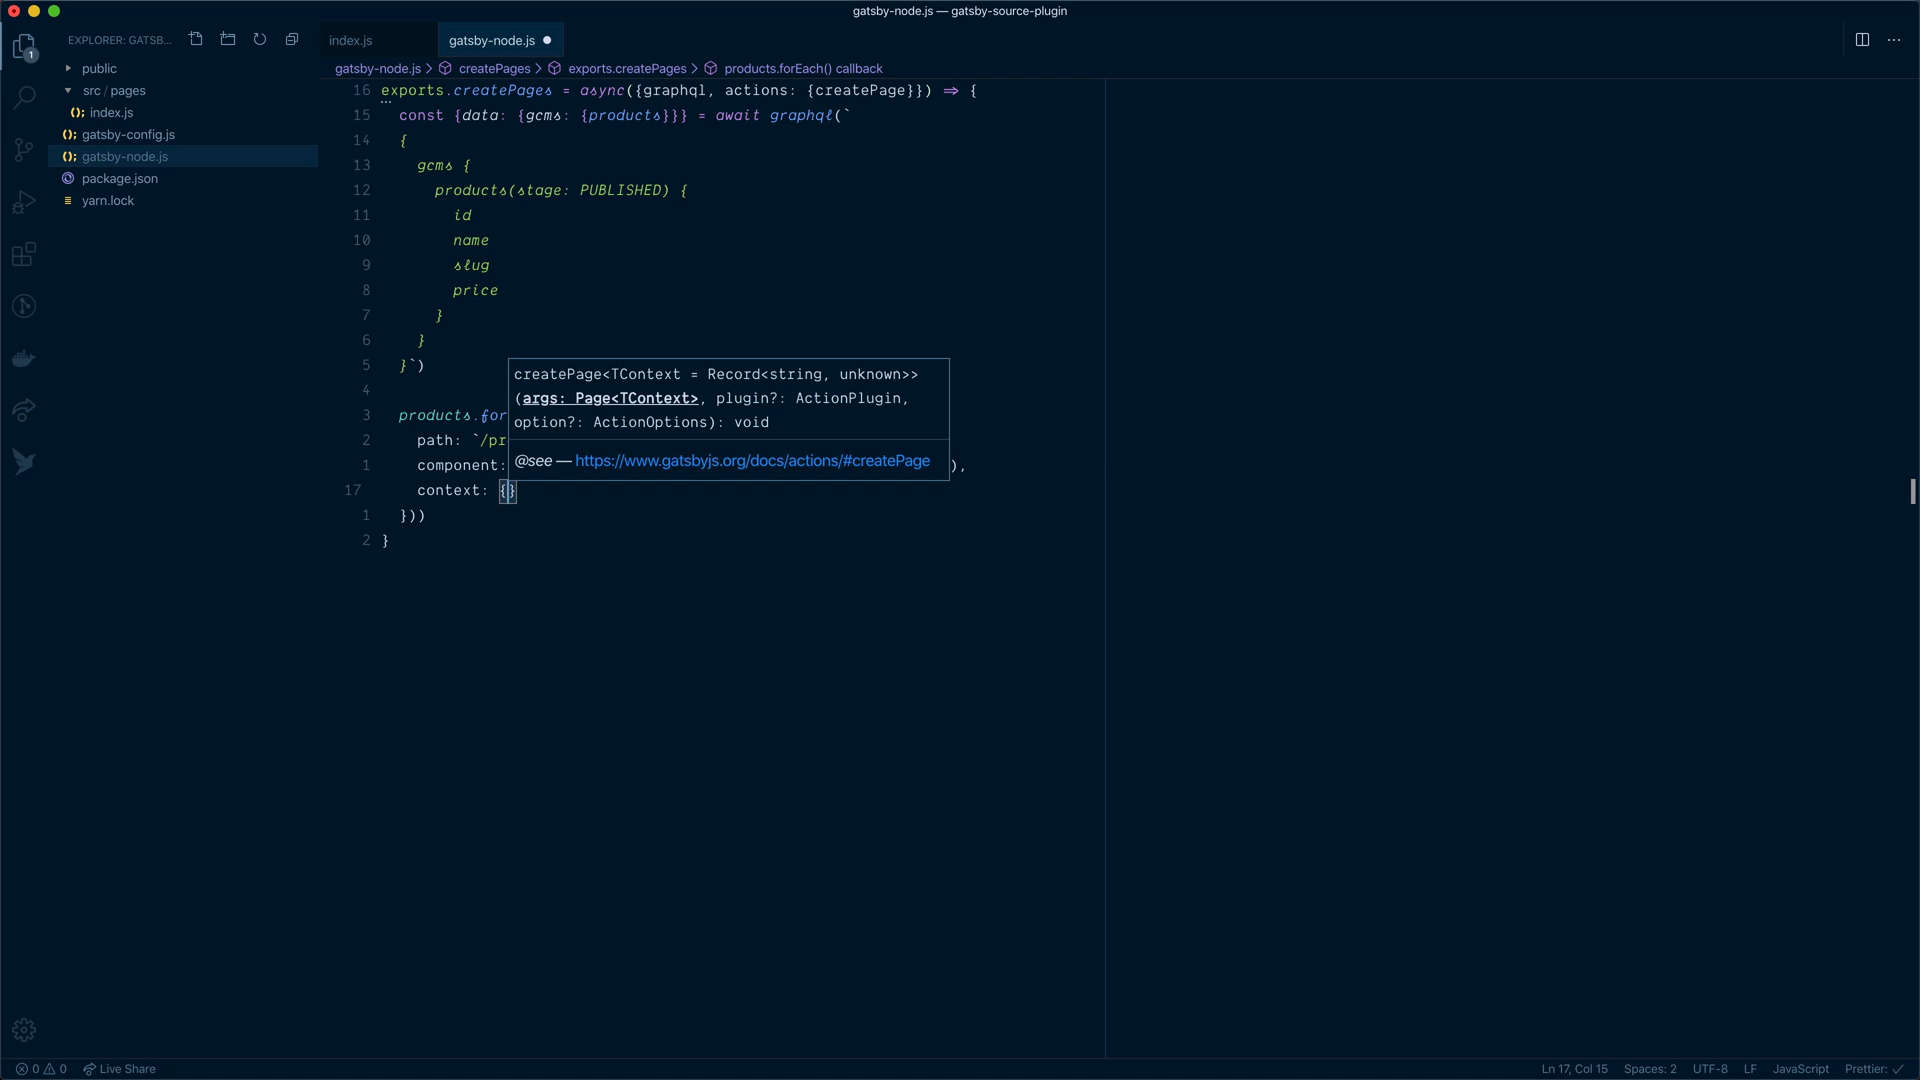 gatsby-node.js — gatsby-source-plugin
EXPLORER: GATSB...
1
public
src / pages
index.js
gatsby-config.js
gatsby-node.js
package.json
yarn.lock
index.js
gatsby-node.js
gatsby-node.js > createPages > exports.createPages > products.forEach() callback
16 exports.createPages = async({graphql, actions: {createPage}}) => {
15 const {data: {gcms: {products}}} = await graphql(`
14 {
13 gcms {
12 products(stage: PUBLISHED) {
11 id
10 name
9 slug
8 price
7 }
6 }
5 }`)
4
3 products.for
2 path: `/pr
1 component: ),
17 context: {}
1 }))
2 }
createPage<TContext = Record<string, unknown>>
(args: Page<TContext>, plugin?: ActionPlugin,
option?: ActionOptions): void
@see — https://www.gatsbyjs.org/docs/actions/#createPage
0 0 Live Share
Ln 17, Col 15 Spaces: 2 UTF-8 LF JavaScript Prettier: ✓